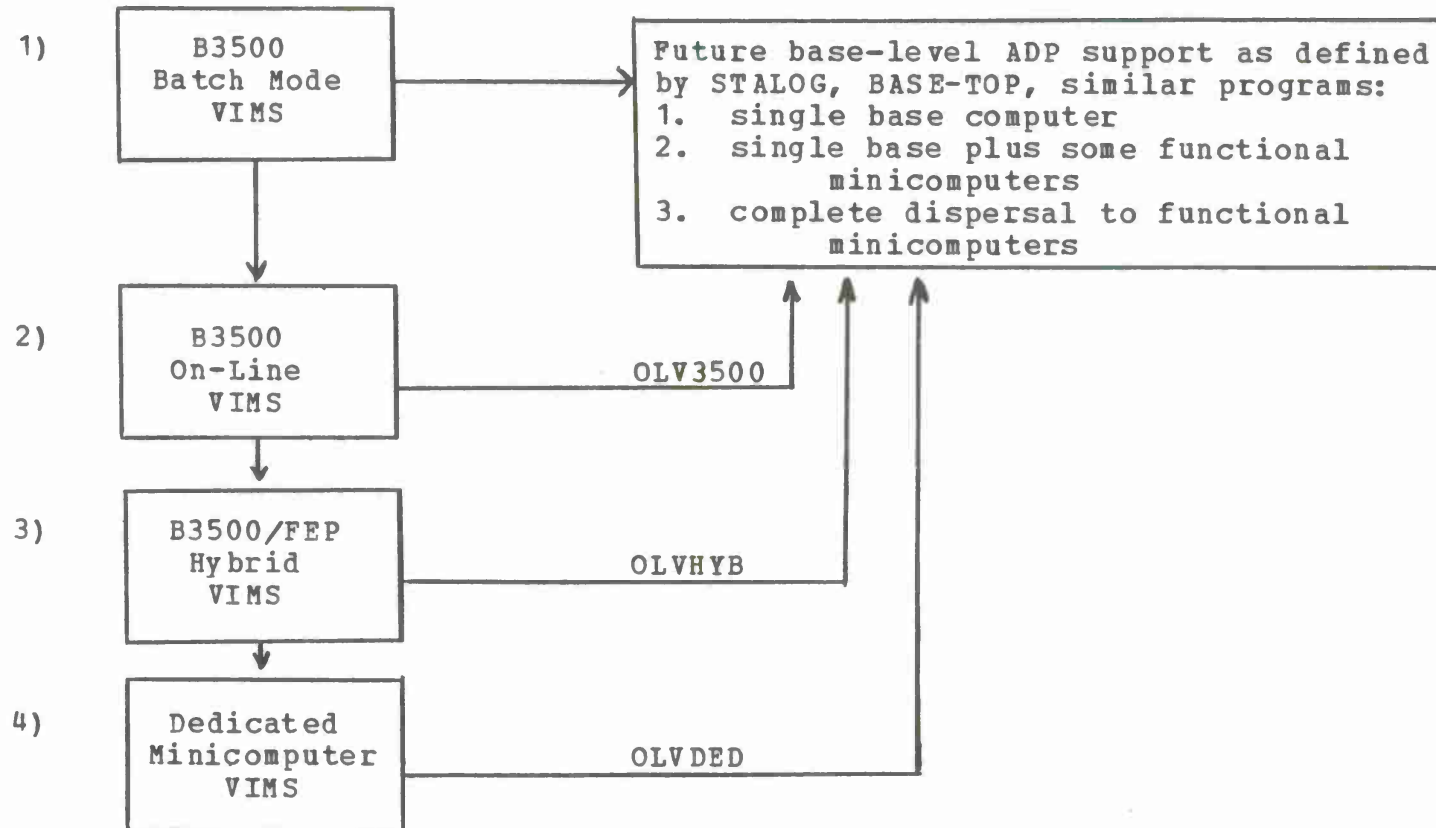 1)
B3500
Batch Mode
VIMS
Future base-level ADP support as defined
by STALOG, BASE-TOP, similar programs:
1. single base computer
2. single base plus some functional
minicomputers
3. complete dispersal to functional
minicomputers
2)
B3500
On-Line
VIMS
OLV3500
3)
B3500/FEP
Hybrid
VIMS
OLVHYB
4)
Dedicated
Minicomputer
VIMS
OLVDED